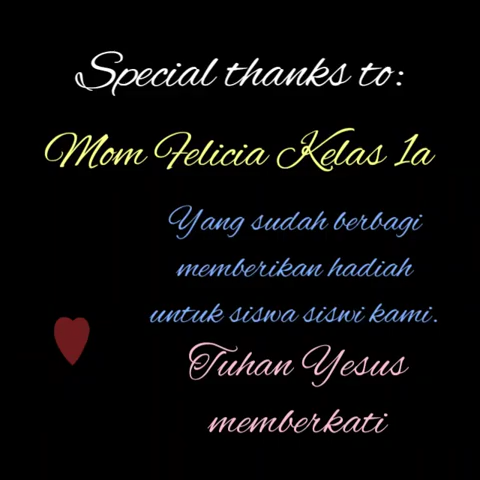 Special thanks to:
Mom Felicia Kelas 1a
Yang sudah berbagi
memberikan hadiah
untuk siswa siswi kami.
Tuhan Yesus
memberkati